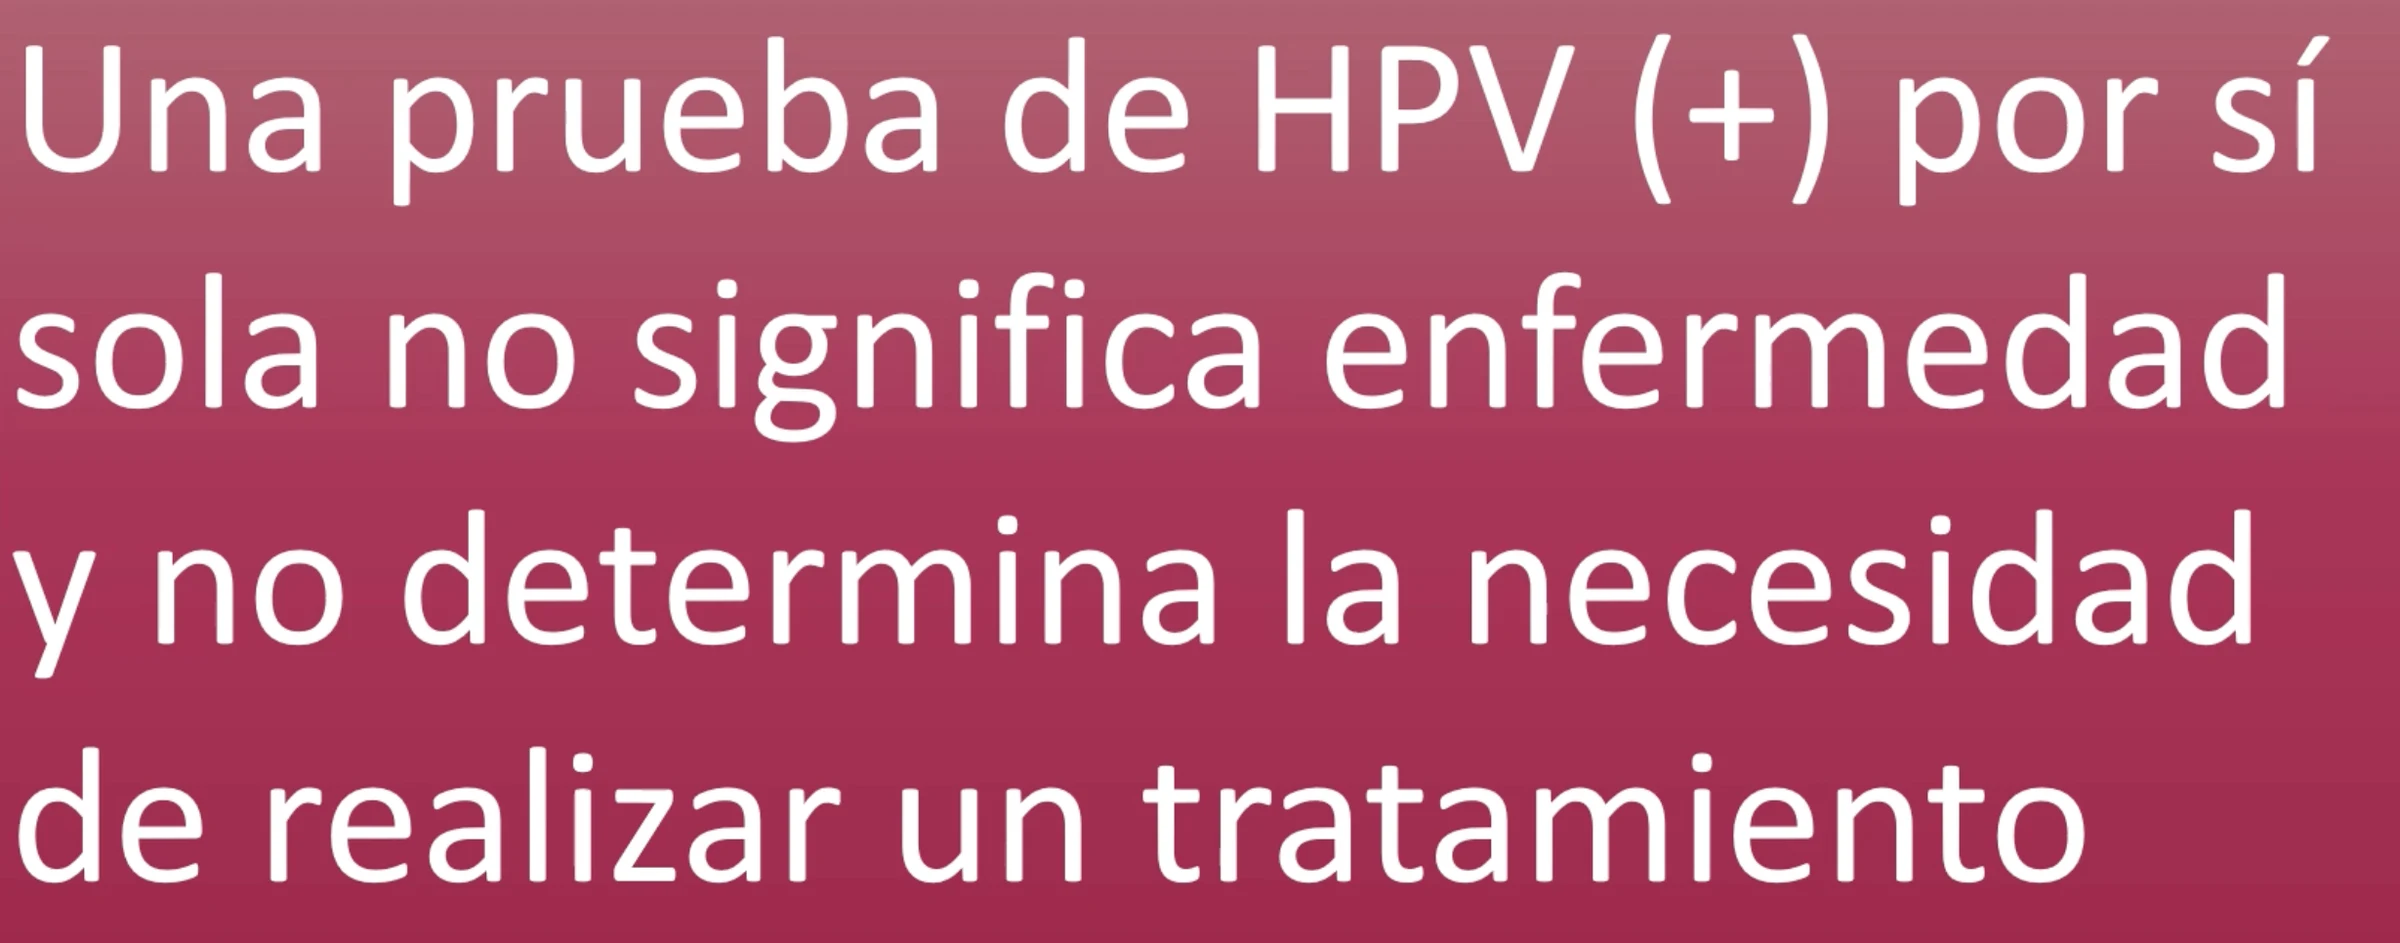 Una prueba de HPV (+) por sí
sola no significa enfermedad
y no determina la necesidad
de realizar un tratamiento